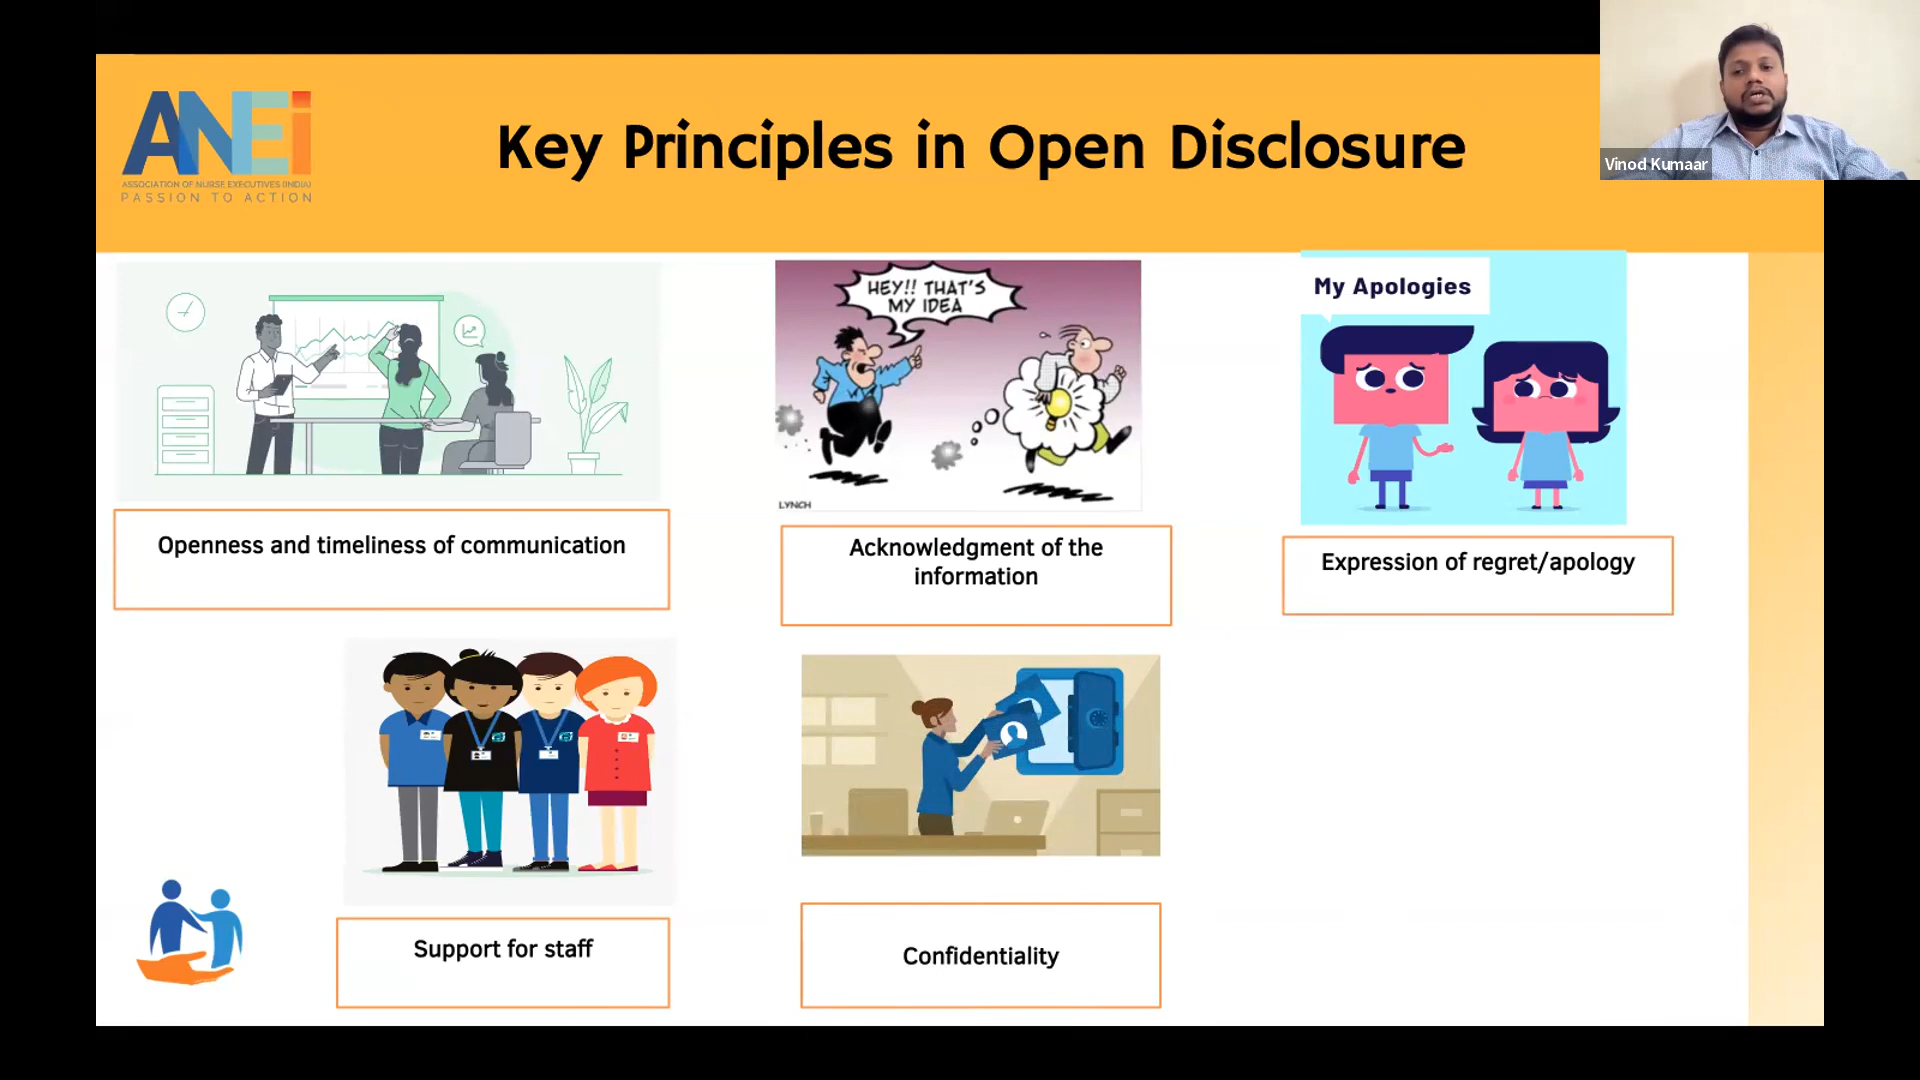 ANEi
ASSOCIATION OF NURSE EXECUTIVES (INDIA)
PASSION TO ACTION
Key Principles in Open Disclosure
Vinod Kumaar
HEY!! THAT'S
MY IDEA
LYNCH
My Apologies
Openness and timeliness of communication
Acknowledgment of the
information
Expression of regret/apology
Support for staff
Confidentiality